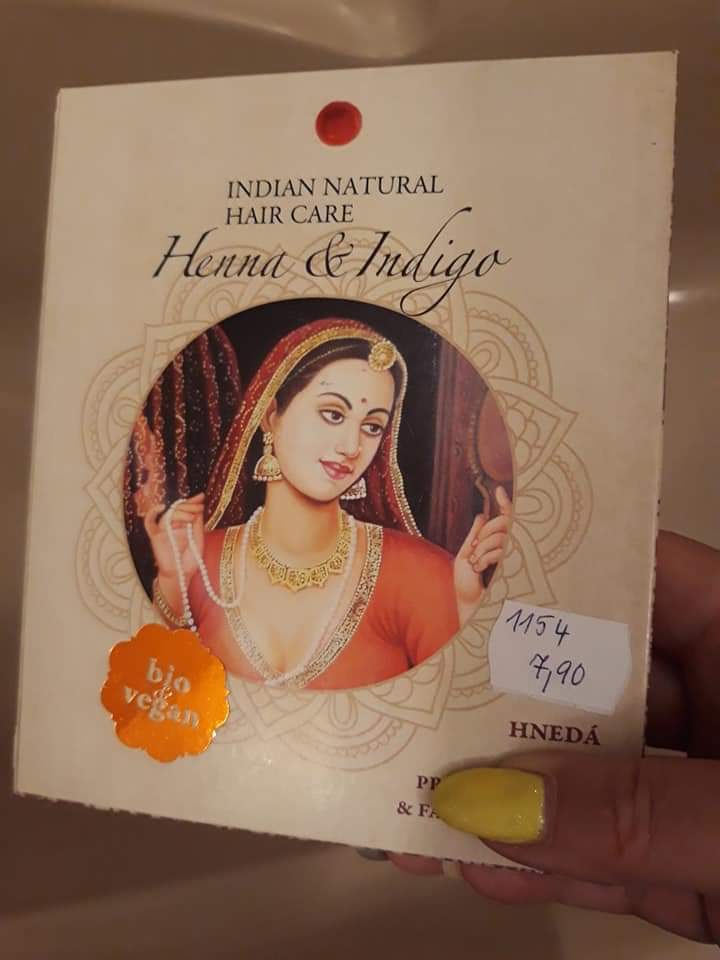 INDIAN NATURAL
HAIR CARE
Henna & Indigo
bio
&
vegan
1154
7,90
HNEDÁ
&